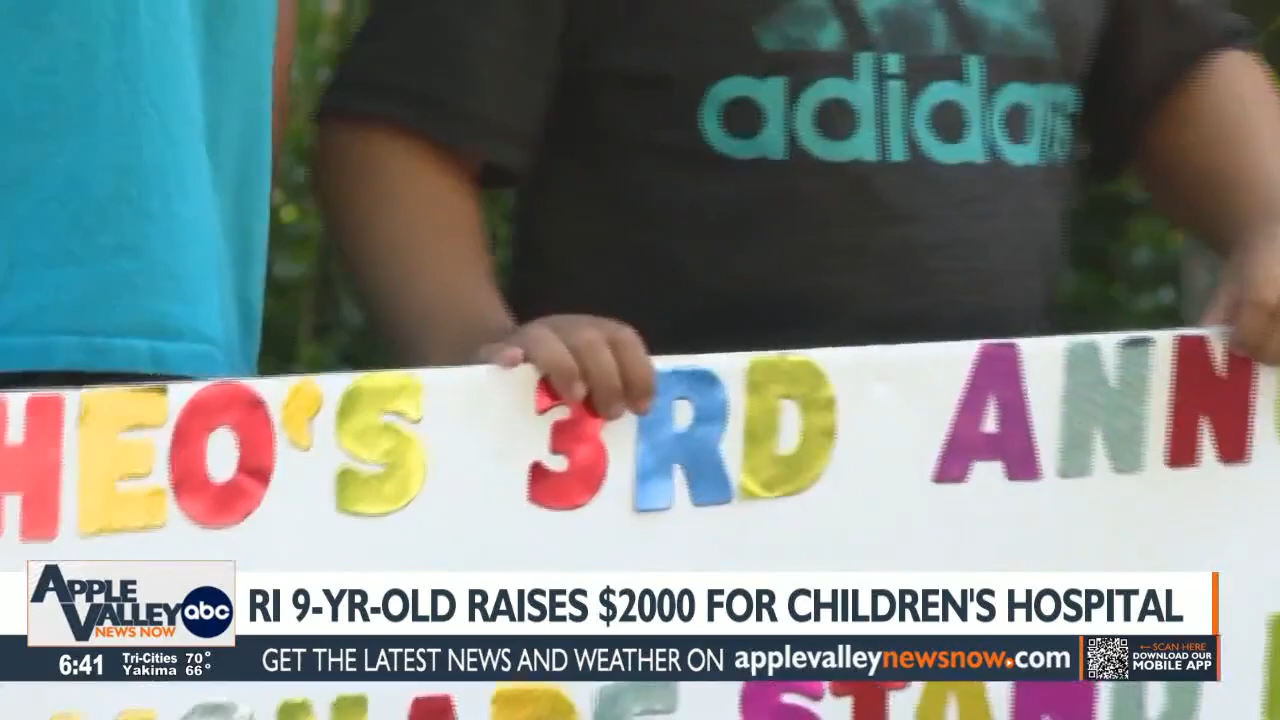 adidas
HEO'S 3RD ANN
APPLE VALLEY NEWS NOW abc
RI 9-YR-OLD RAISES $2000 FOR CHILDREN'S HOSPITAL
6:41 Tri-Cities 70° Yakima 66°
GET THE LATEST NEWS AND WEATHER ON applevalleynewsnow.com
←SCAN HERE
DOWNLOAD OUR
MOBILE APP
STAND